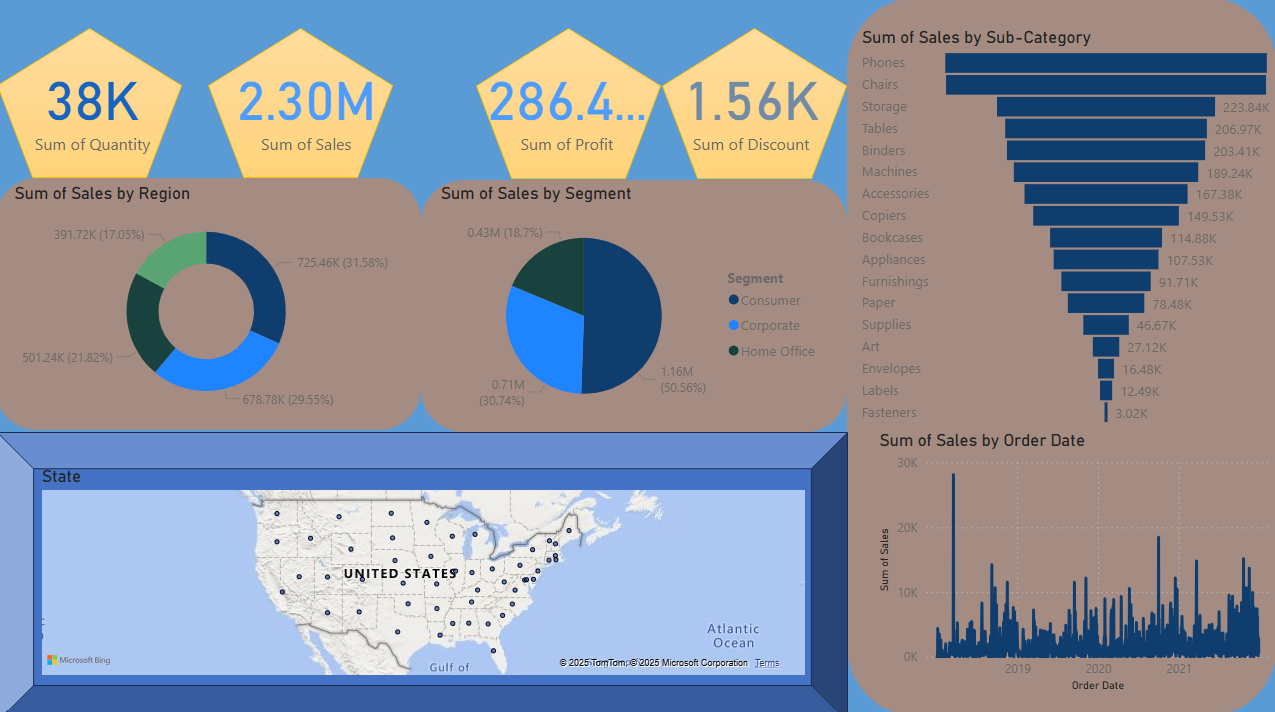 38K
Sum of Quantity
2.30M
Sum of Sales
286.4...
Sum of Profit
1.56K
Sum of Discount
Sum of Sales by Region
391.72K (17.05%)
725.46K (31.58%)
501.24K (21.82%)
678.78K (29.55%)
Sum of Sales by Segment
0.43M (18.7%)
0.71M
(30.74%)
1.16M
(50.56%)
Segment
Consumer
Corporate
Home Office
Sum of Sales by Sub-Category
Phones
Chairs
Storage 223.84K
Tables 206.97K
Binders 203.41K
Machines 189.24K
Accessories 167.38K
Copiers 149.53K
Bookcases 114.88K
Appliances 107.53K
Furnishings 91.71K
Paper 78.48K
Supplies 46.67K
Art 27.12K
Envelopes 16.48K
Labels 12.49K
Fasteners 3.02K
State
UNITED STATES
Atlantic
Ocean
Gulf of
Microsoft Bing
© 2025 TomTom, © 2025 Microsoft Corporation Terms
Sum of Sales by Order Date
Sum of Sales
30K
20K
10K
0K
2019 2020 2021
Order Date